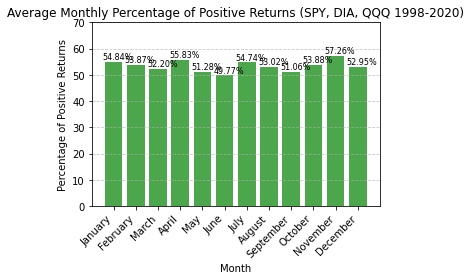 Average Monthly Percentage of Positive Returns (SPY, DIA, QQQ 1998-2020)
Percentage of Positive Returns
70
60
50
40
30
20
10
0
54.84%
53.87%
52.20%
55.83%
51.28%
49.77%
54.74%
53.02%
51.06%
53.88%
57.26%
52.95%
January
February
March
April
May
June
July
August
September
October
November
December
Month